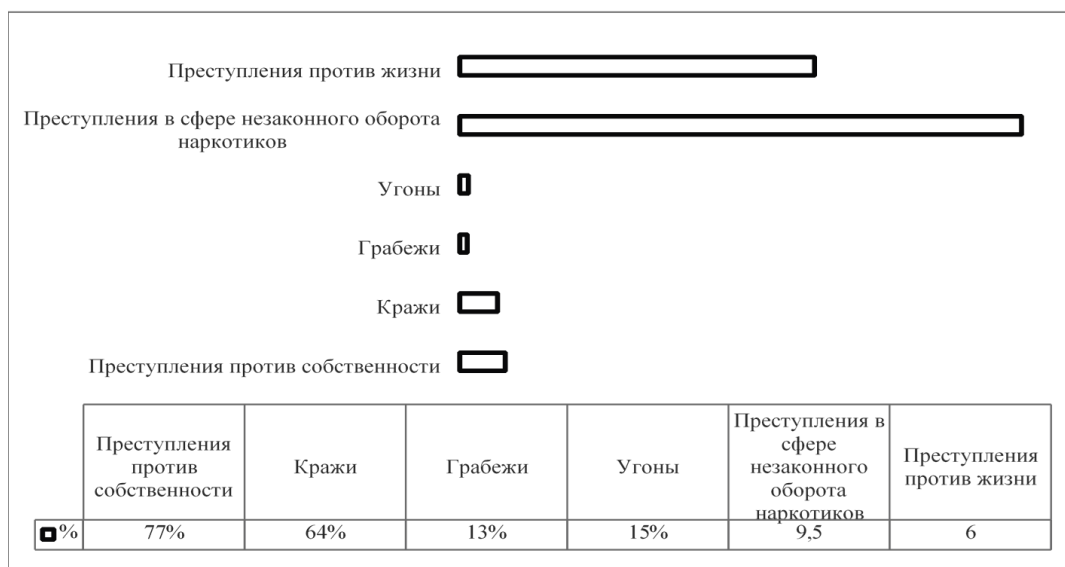 Преступления против жизни
Преступления в сфере незаконного оборота
наркотиков
Угоны
Грабежи
Кражи
Преступления против собственности
Преступления
против
собственности
Кражи
Грабежи
Угоны
Преступления в
сфере
незаконного
оборота
наркотиков
Преступления
против жизни
%
77%
64%
13%
15%
9,5
6